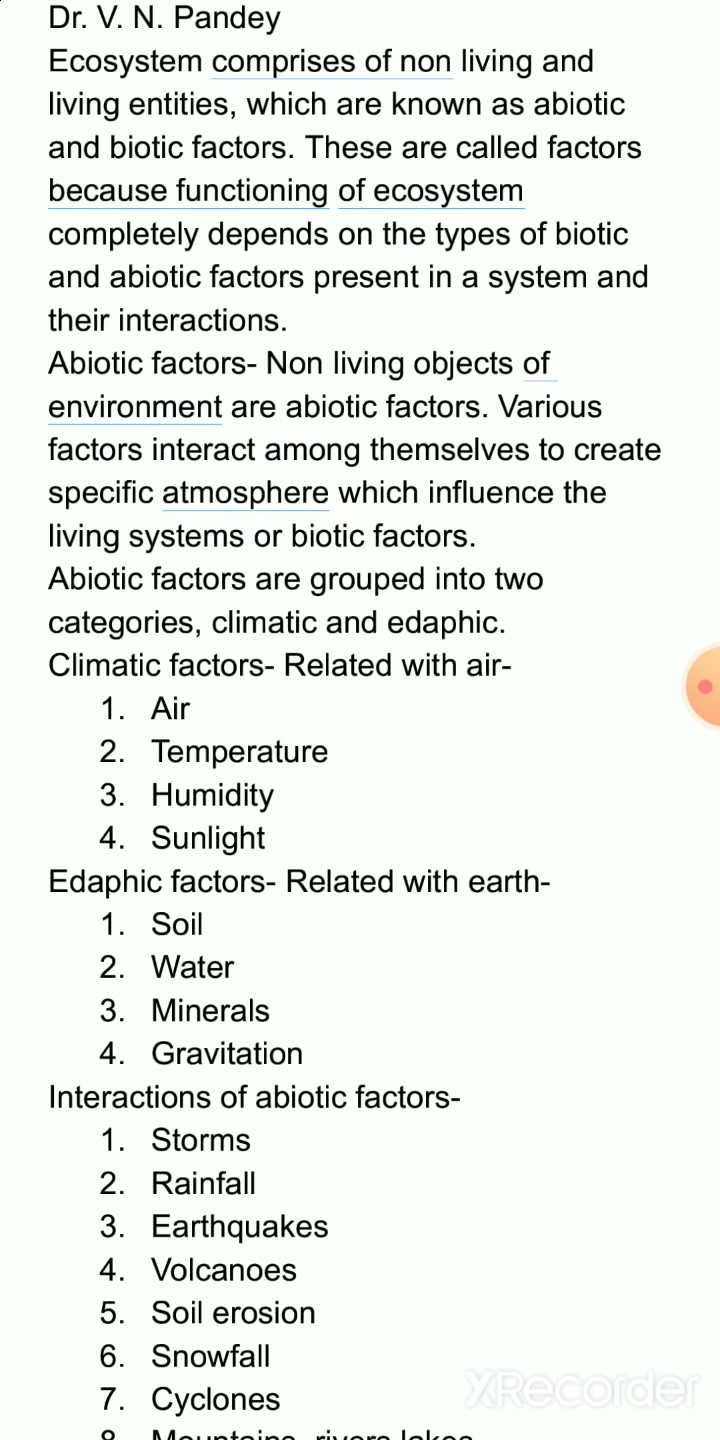 Dr. V. N. Pandey
Ecosystem comprises of non living and
living entities, which are known as abiotic
and biotic factors. These are called factors
because functioning of ecosystem
completely depends on the types of biotic
and abiotic factors present in a system and
their interactions.
Abiotic factors- Non living objects of
environment are abiotic factors. Various
factors interact among themselves to create
specific atmosphere which influence the
living systems or biotic factors.
Abiotic factors are grouped into two
categories, climatic and edaphic.
Climatic factors- Related with air-
1. Air
2. Temperature
3. Humidity
4. Sunlight
Edaphic factors- Related with earth-
1. Soil
2. Water
3. Minerals
4. Gravitation
Interactions of abiotic factors-
1. Storms
2. Rainfall
3. Earthquakes
4. Volcanoes
5. Soil erosion
6. Snowfall
7. Cyclones
8. Mountains, rivers lakes
XRecorder